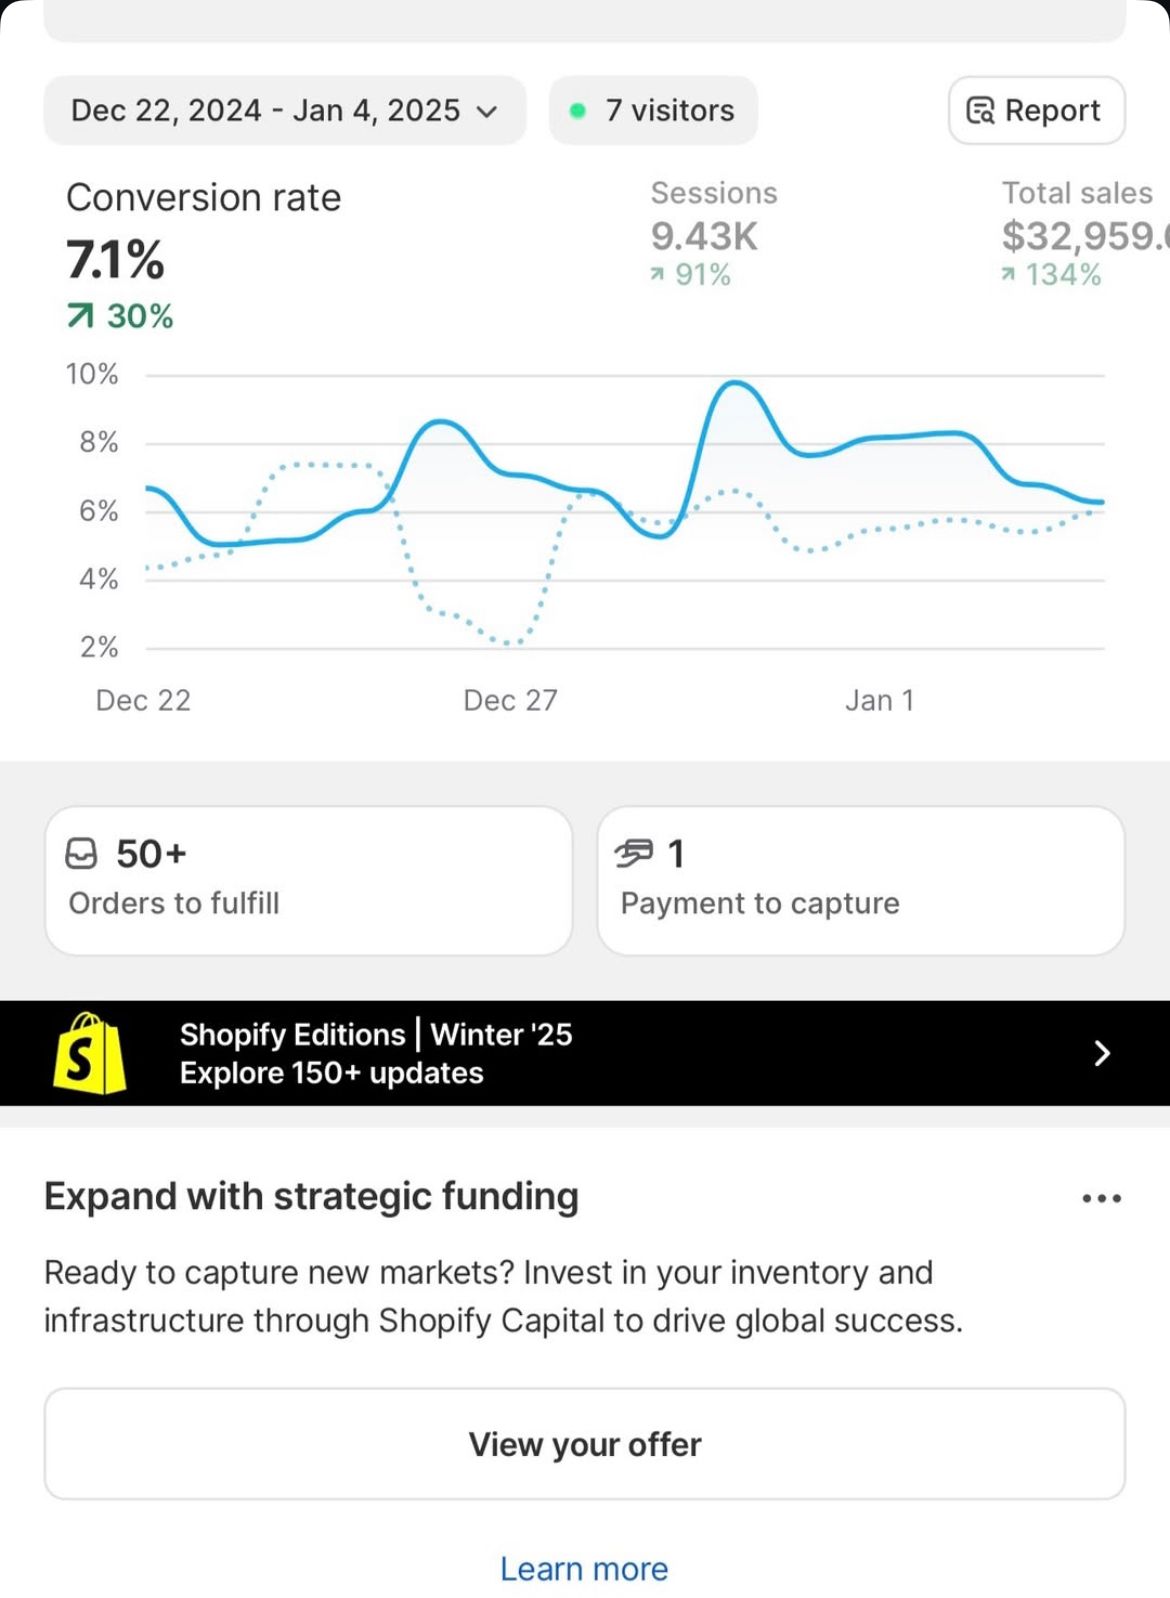 Dec 22, 2024 - Jan 4, 2025
7 visitors
Report
Conversion rate
7.1%
30%
Sessions
9.43K
91%
Total sales
$32,959.
134%
10%
8%
6%
4%
2%
Dec 22
Dec 27
Jan 1
50+
Orders to fulfill
1
Payment to capture
S
Shopify Editions | Winter '25
Explore 150+ updates
Expand with strategic funding
Ready to capture new markets? Invest in your inventory and
infrastructure through Shopify Capital to drive global success.
View your offer
Learn more